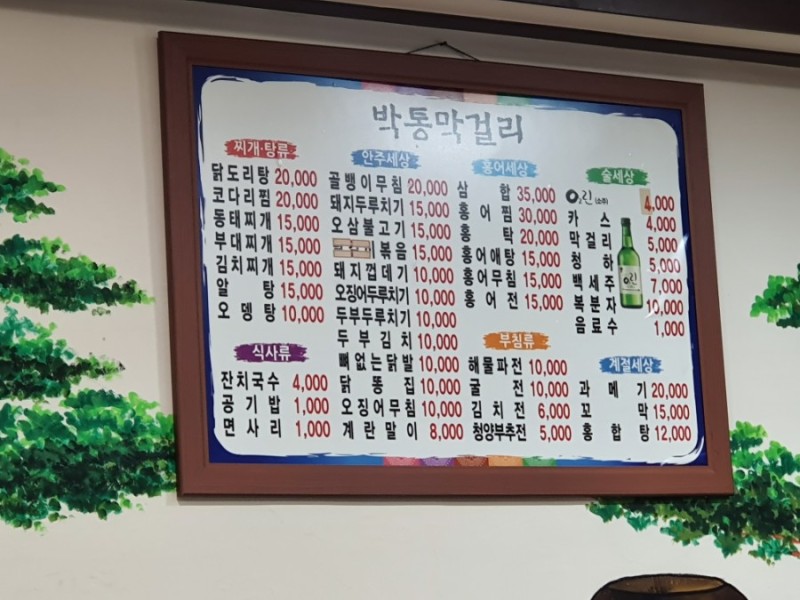 박통막걸리
찌개·탕류
닭도리탕 20,000
코다리찜 20,000
동태찌개 15,000
부대찌개 15,000
김치찌개 15,000
알 탕 15,000
오뎅탕 10,000
식사류
잔치국수 4,000
공기밥 1,000
면사리 1,000
안주세상
골뱅이무침 20,000
돼지두루치기 15,000
오삼불고기 15,000
볶음 15,000
돼지껍데기 10,000
오징어두루치기 10,000
두부두루치기 10,000
두부김치 10,000
뼈없는닭발 10,000
닭똥집 10,000
오징어무침 10,000
계란말이 8,000
홍어세상
삼 합 35,000
홍어찜 30,000
홍 탁 20,000
홍어애탕 15,000
홍어무침 15,000
홍어전 15,000
부침류
해물파전 10,000
굴 전 10,000
김치전 6,000
청양부추전 5,000
술세상
O2린 (소주) 4,000
카스 4,000
막걸리 5,000
청하 5,000
백세주 7,000
복분자 10,000
음료수 1,000
계절세상
과메기 20,000
꼬 막 15,000
홍합탕 12,000